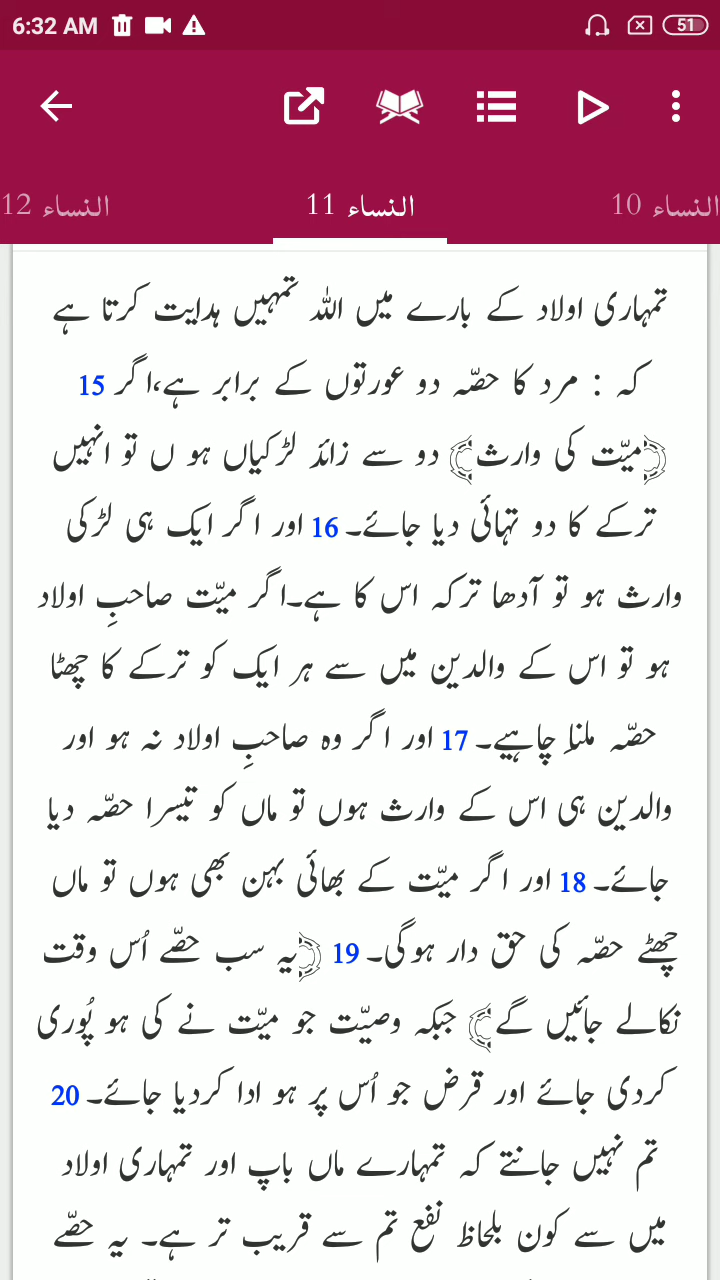 6:32 AM
51
النساء 10
النساء 11
النساء 12
تمہاری اولاد کے بارے میں اللہ تمہیں ہدایت کرتا ہے
کہ : مرد کا حصّہ دو عورتوں کے برابر ہے،اگر 15
﴿میّت کی وارث﴾ دو سے زائد لڑکیاں ہو ں تو انہیں
ترکے کا دو تہائی دیا جائے۔ 16 اور اگر ایک ہی لڑکی
وارث ہو تو آدھا ترکہ اس کا ہے۔اگر میّت صاحبِ اولاد
ہو تو اس کے والدین میں سے ہر ایک کو ترکے کا چھٹا
حصّہ ملنا چاہیے۔ 17 اور اگر وہ صاحبِ اولاد نہ ہو اور
والدین ہی اس کے وارث ہوں تو ماں کو تیسرا حصّہ دیا
جائے۔ 18 اور اگر میّت کے بھائی بہن بھی ہوں تو ماں
چھٹے حصّہ کی حق دار ہوگی۔ 19 ﴿یہ سب حصّے اُس وقت
نکالے جائیں گے﴾ جبکہ وصیّت جو میّت نے کی ہو پُوری
کردی جائے اور قرض جو اُس پر ہو ادا کردیا جائے۔ 20
تم نہیں جانتے کہ تمہارے ماں باپ اور تمہاری اولاد
میں سے کون بلحاظ نفع تم سے قریب تر ہے۔ یہ حصّے